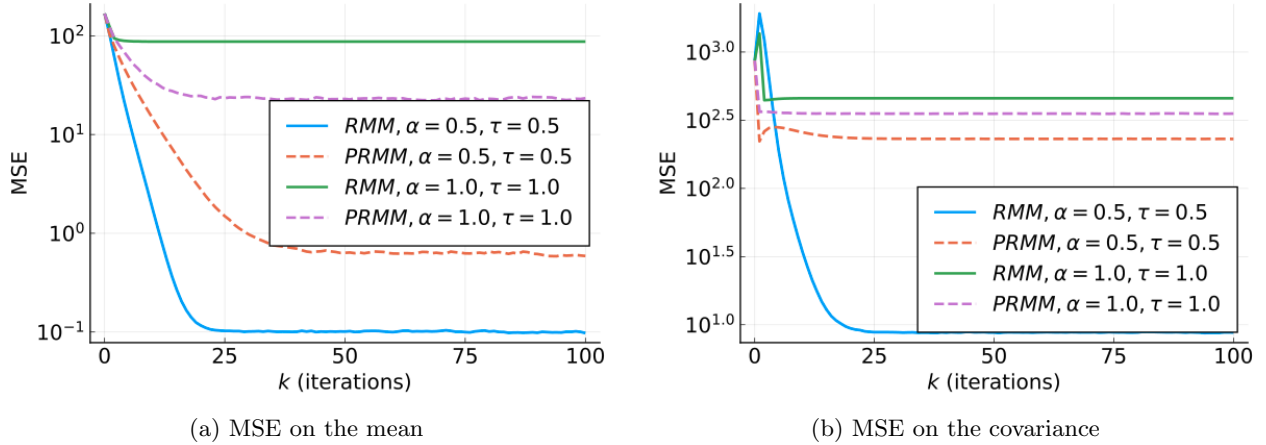 10^2
10^1
10^0
10^-1
MSE
0 25 50 75 100
k (iterations)
RMM, α = 0.5, τ = 0.5
PRMM, α = 0.5, τ = 0.5
RMM, α = 1.0, τ = 1.0
PRMM, α = 1.0, τ = 1.0
(a) MSE on the mean
10^3.0
10^2.5
10^2.0
10^1.5
10^1.0
MSE
0 25 50 75 100
k (iterations)
RMM, α = 0.5, τ = 0.5
PRMM, α = 0.5, τ = 0.5
RMM, α = 1.0, τ = 1.0
PRMM, α = 1.0, τ = 1.0
(b) MSE on the covariance